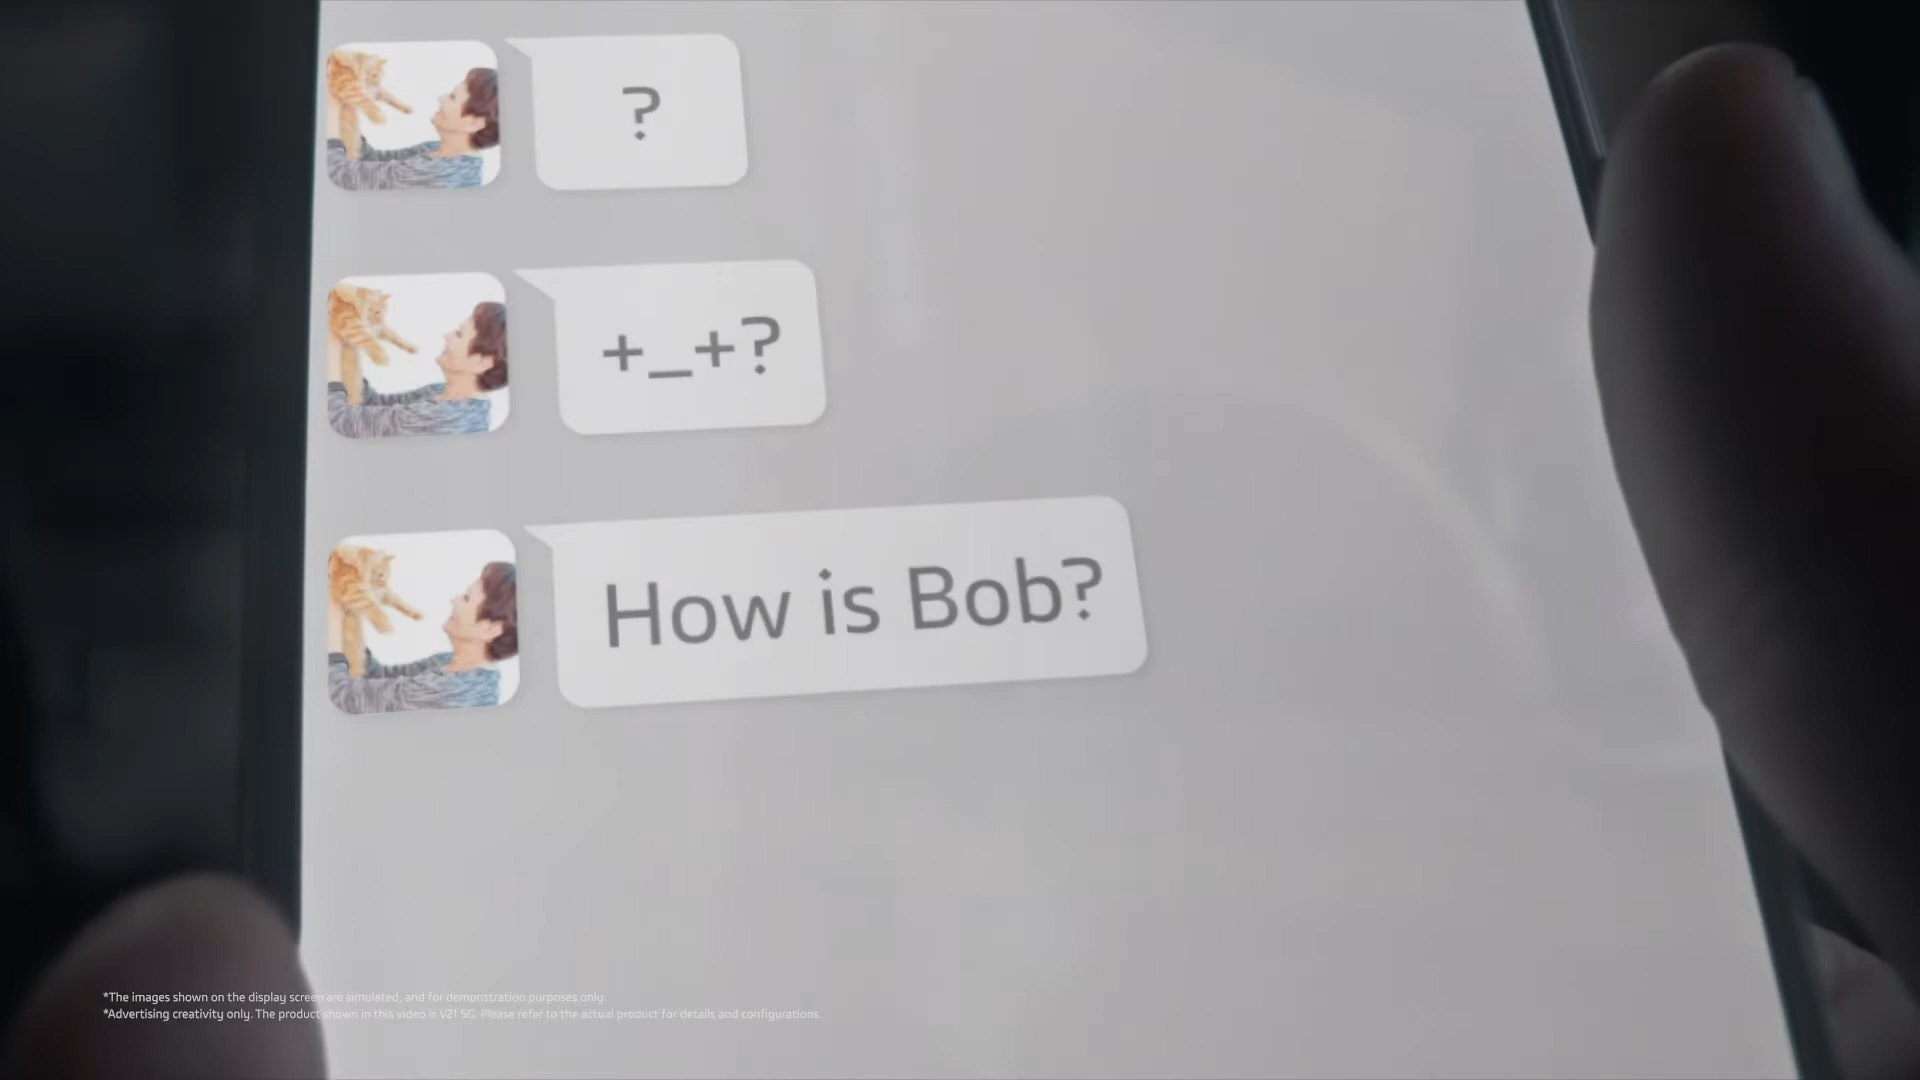 ?
+_+?
How is Bob?
*The images shown on the display screen are simulated, and for demonstration purposes only.
*Advertising creativity only. The product shown in this video is V21 5G. Please refer to the actual product for details and configurations.